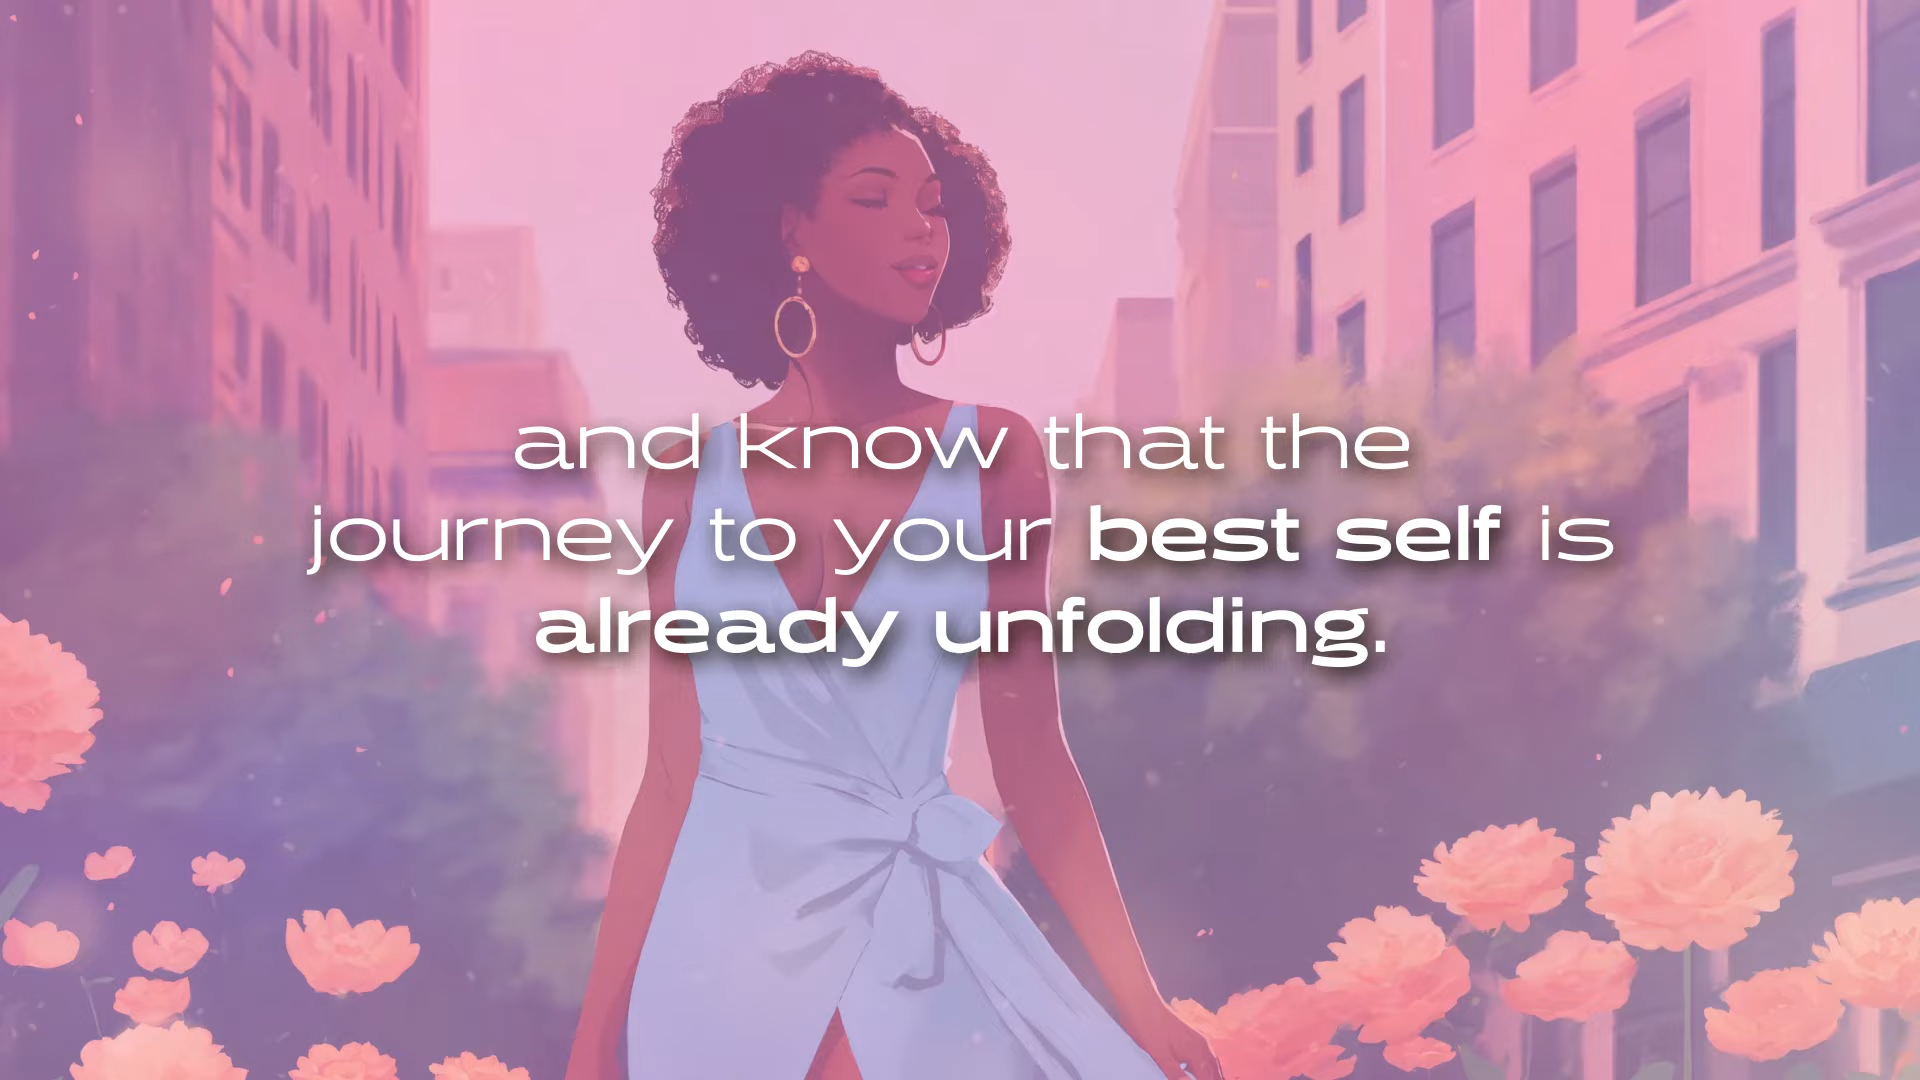 and know that the
journey to your best self is
already unfolding.